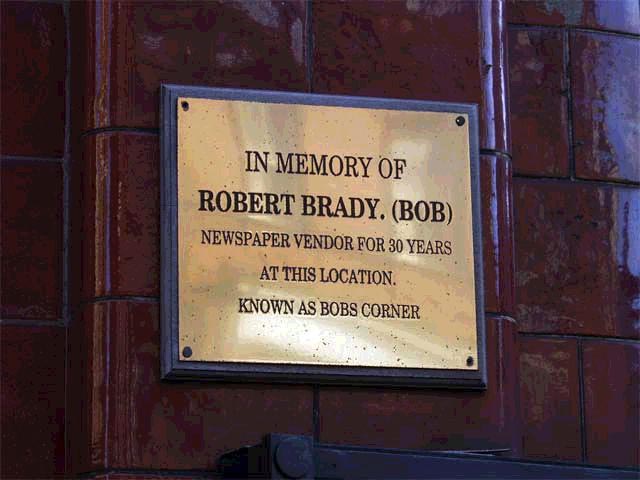 IN MEMORY OF
ROBERT BRADY. (BOB)
NEWSPAPER VENDOR FOR 30 YEARS
AT THIS LOCATION.
KNOWN AS BOBS CORNER